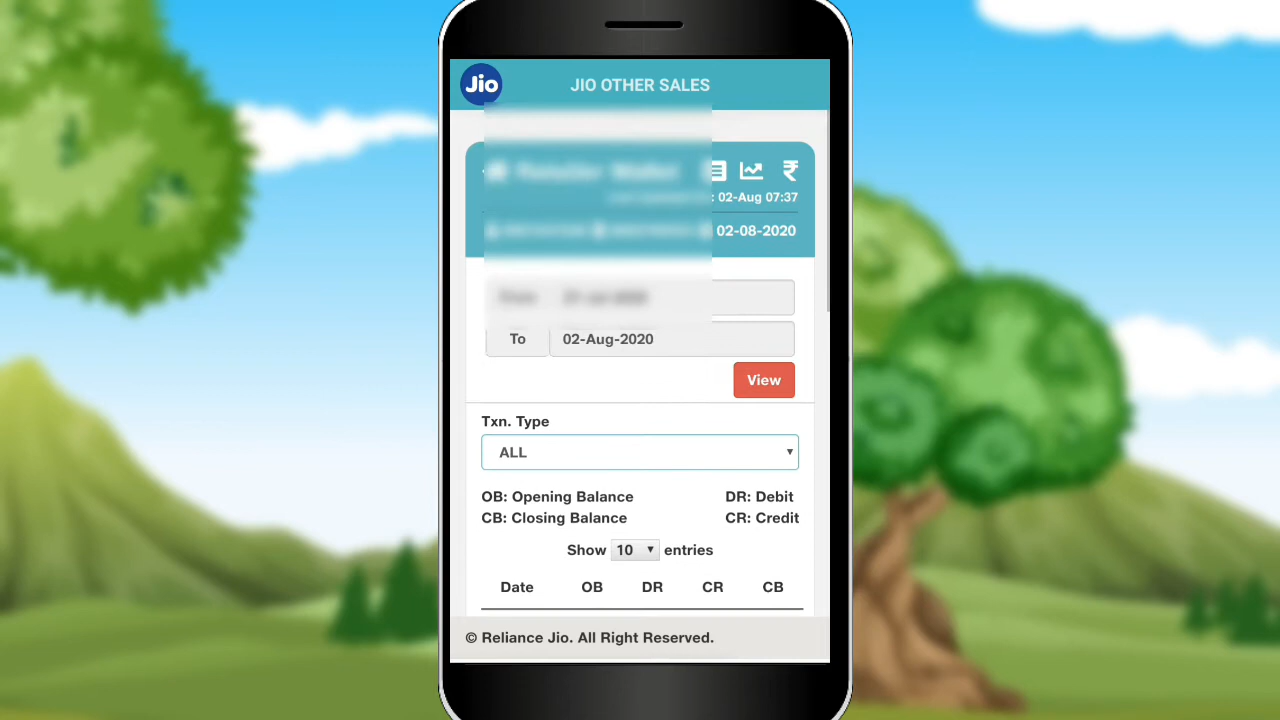 Jio
JIO OTHER SALES
Retailer Wallet
: 02-Aug 07:37
02-08-2020
To 02-Aug-2020
View
Txn. Type
ALL
OB: Opening Balance DR: Debit
CB: Closing Balance CR: Credit
Show 10 entries
Date OB DR CR CB
© Reliance Jio. All Right Reserved.